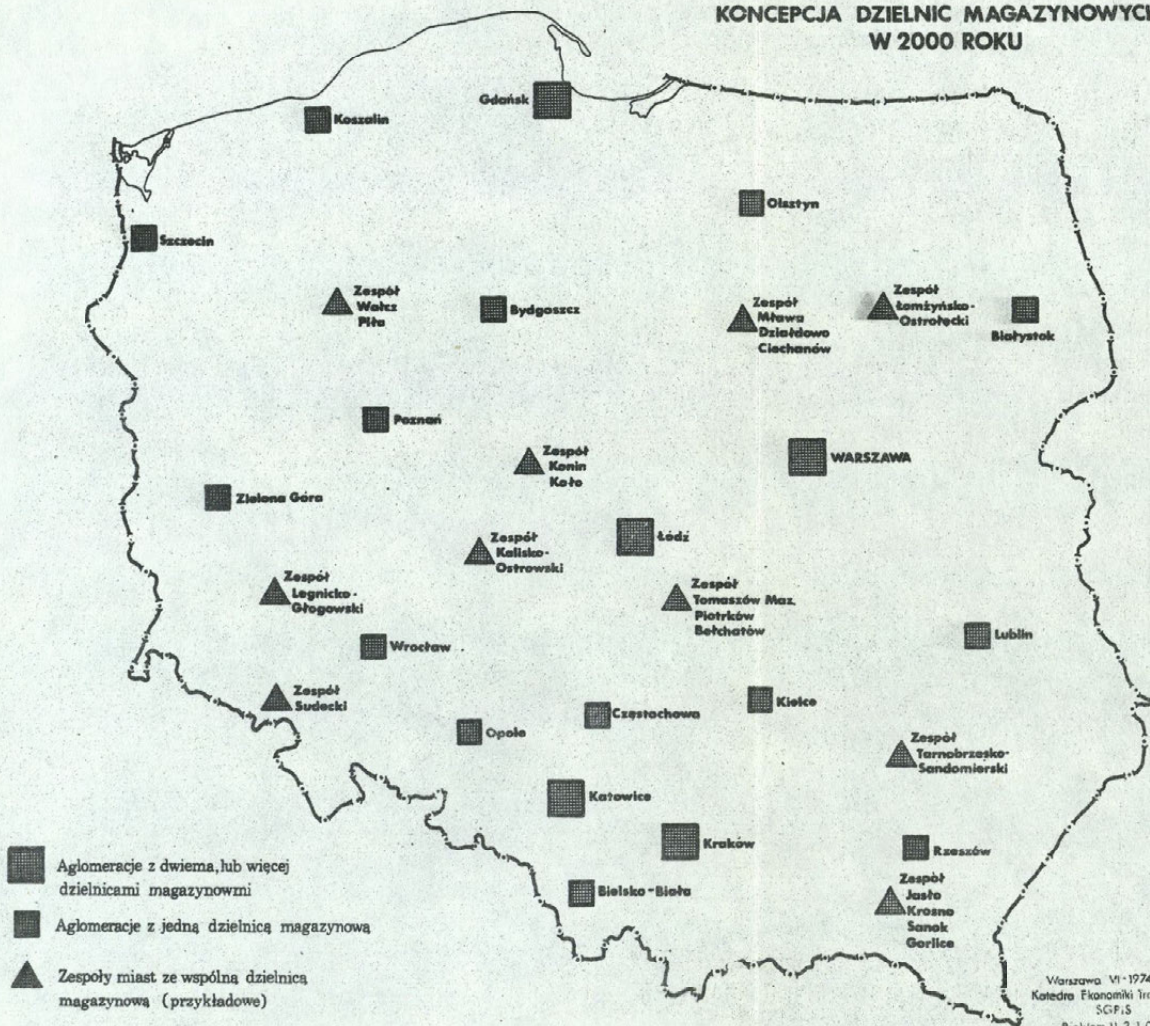 KONCEPCJA DZIELNIC MAGAZYNOWYCH
W 2000 ROKU
Gdańsk
Koszalin
Olsztyn
Szczecin
Zespół
Wałcz
Piła
Bydgoszcz
Zespół
Mława
Działdowo
Ciechanów
Zespół
Łomżyńsko-
Ostrołęcki
Białystok
Poznań
Zespół
Konin
Koło
WARSZAWA
Zielona Góra
Łódź
Zespół
Kalisko-
Ostrowski
Zespół
Legnicko-
Głogowski
Zespół
Tomaszów Maz.
Piotrków
Bełchatów
Wrocław
Lublin
Zespół
Sudecki
Kielce
Częstochowa
Opole
Zespół
Tarnobrzesko-
Sandomierski
Katowice
Kraków
Rzeszów
Bielsko-Biała
Zespół
Jasło
Krosno
Sanok
Gorlice
Aglomeracje z dwiema, lub więcej
dzielnicami magazynowmi
Aglomeracje z jedną dzielnicą magazynową
Zespoły miast ze wspólną dzielnicą
magazynową (przykładowe)
Warszawa VI-1974
Katedra Ekonomiki
SGPiS